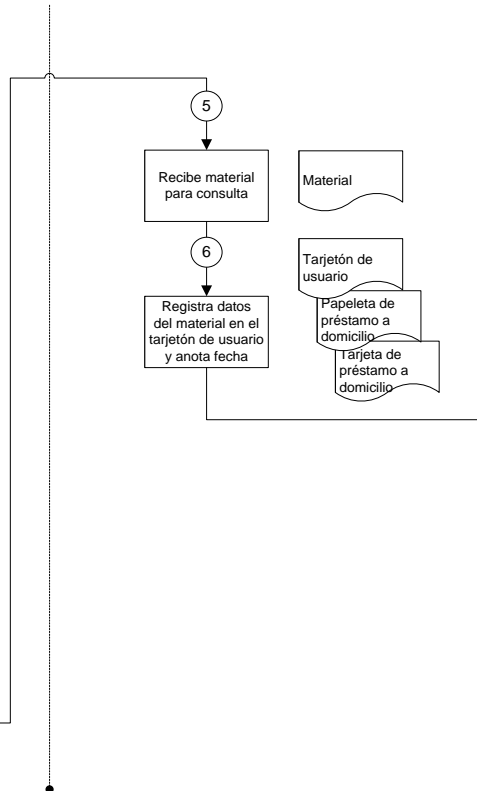 5
Recibe material
para consulta
Material
6
Registra datos
del material en el
tarjetón de usuario
y anota fecha
Tarjetón de
usuario
Papeleta de
préstamo a
domicilio
Tarjeta de
préstamo a
domicilio